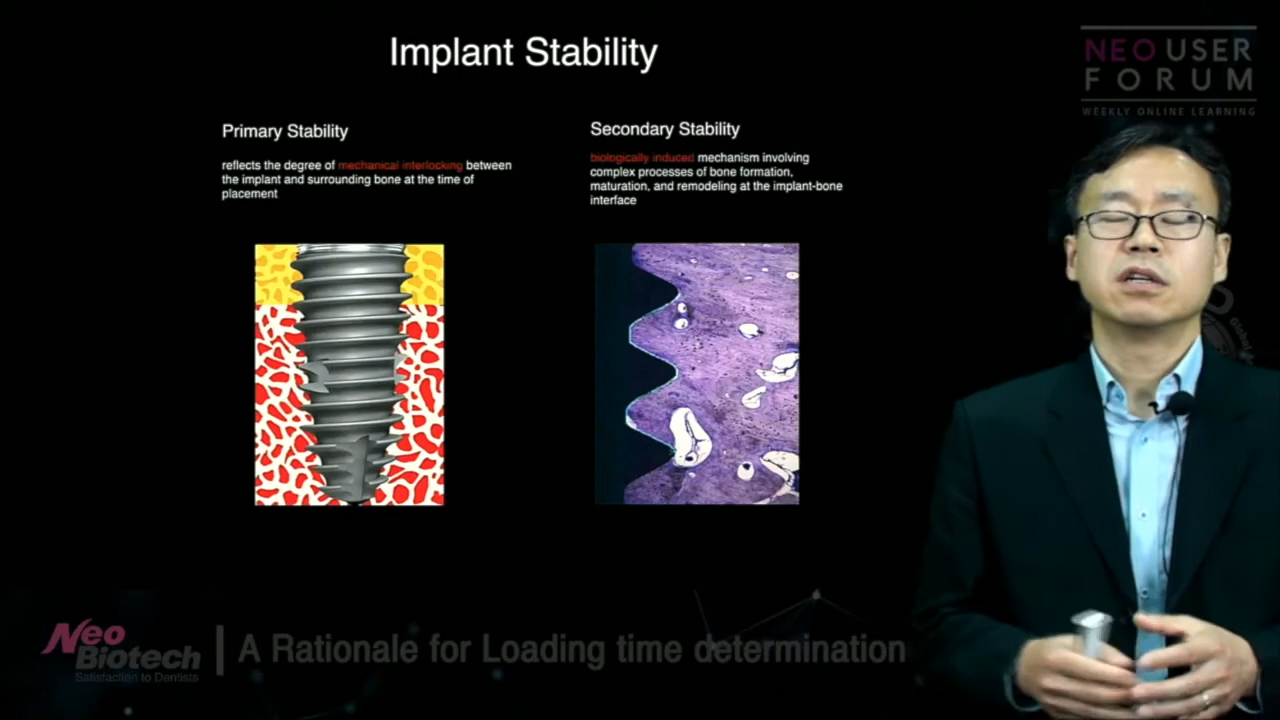 Implant Stability
NEO USER
FORUM
WEEKLY ONLINE LEARNING
Primary Stability
reflects the degree of mechanical interlocking between
the implant and surrounding bone at the time of
placement
Secondary Stability
biologically induced mechanism involving
complex processes of bone formation,
maturation, and remodeling at the implant-bone
interface
Neo
Biotech
Satisfaction to Dentists
A Rationale for Loading time determination